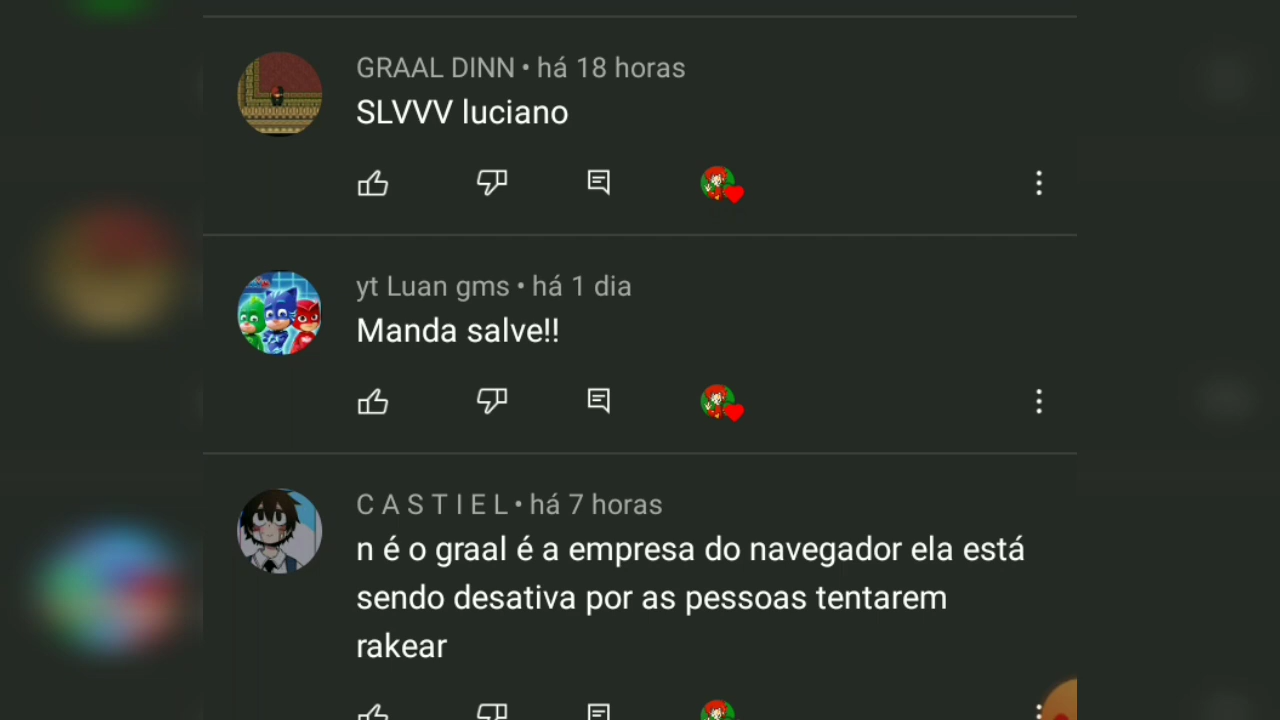 GRAAL DINN • há 18 horas
SLVVV luciano
yt Luan gms • há 1 dia
Manda salve!!
C A S T I E L • há 7 horas
n é o graal é a empresa do navegador ela está
sendo desativa por as pessoas tentarem
rakear